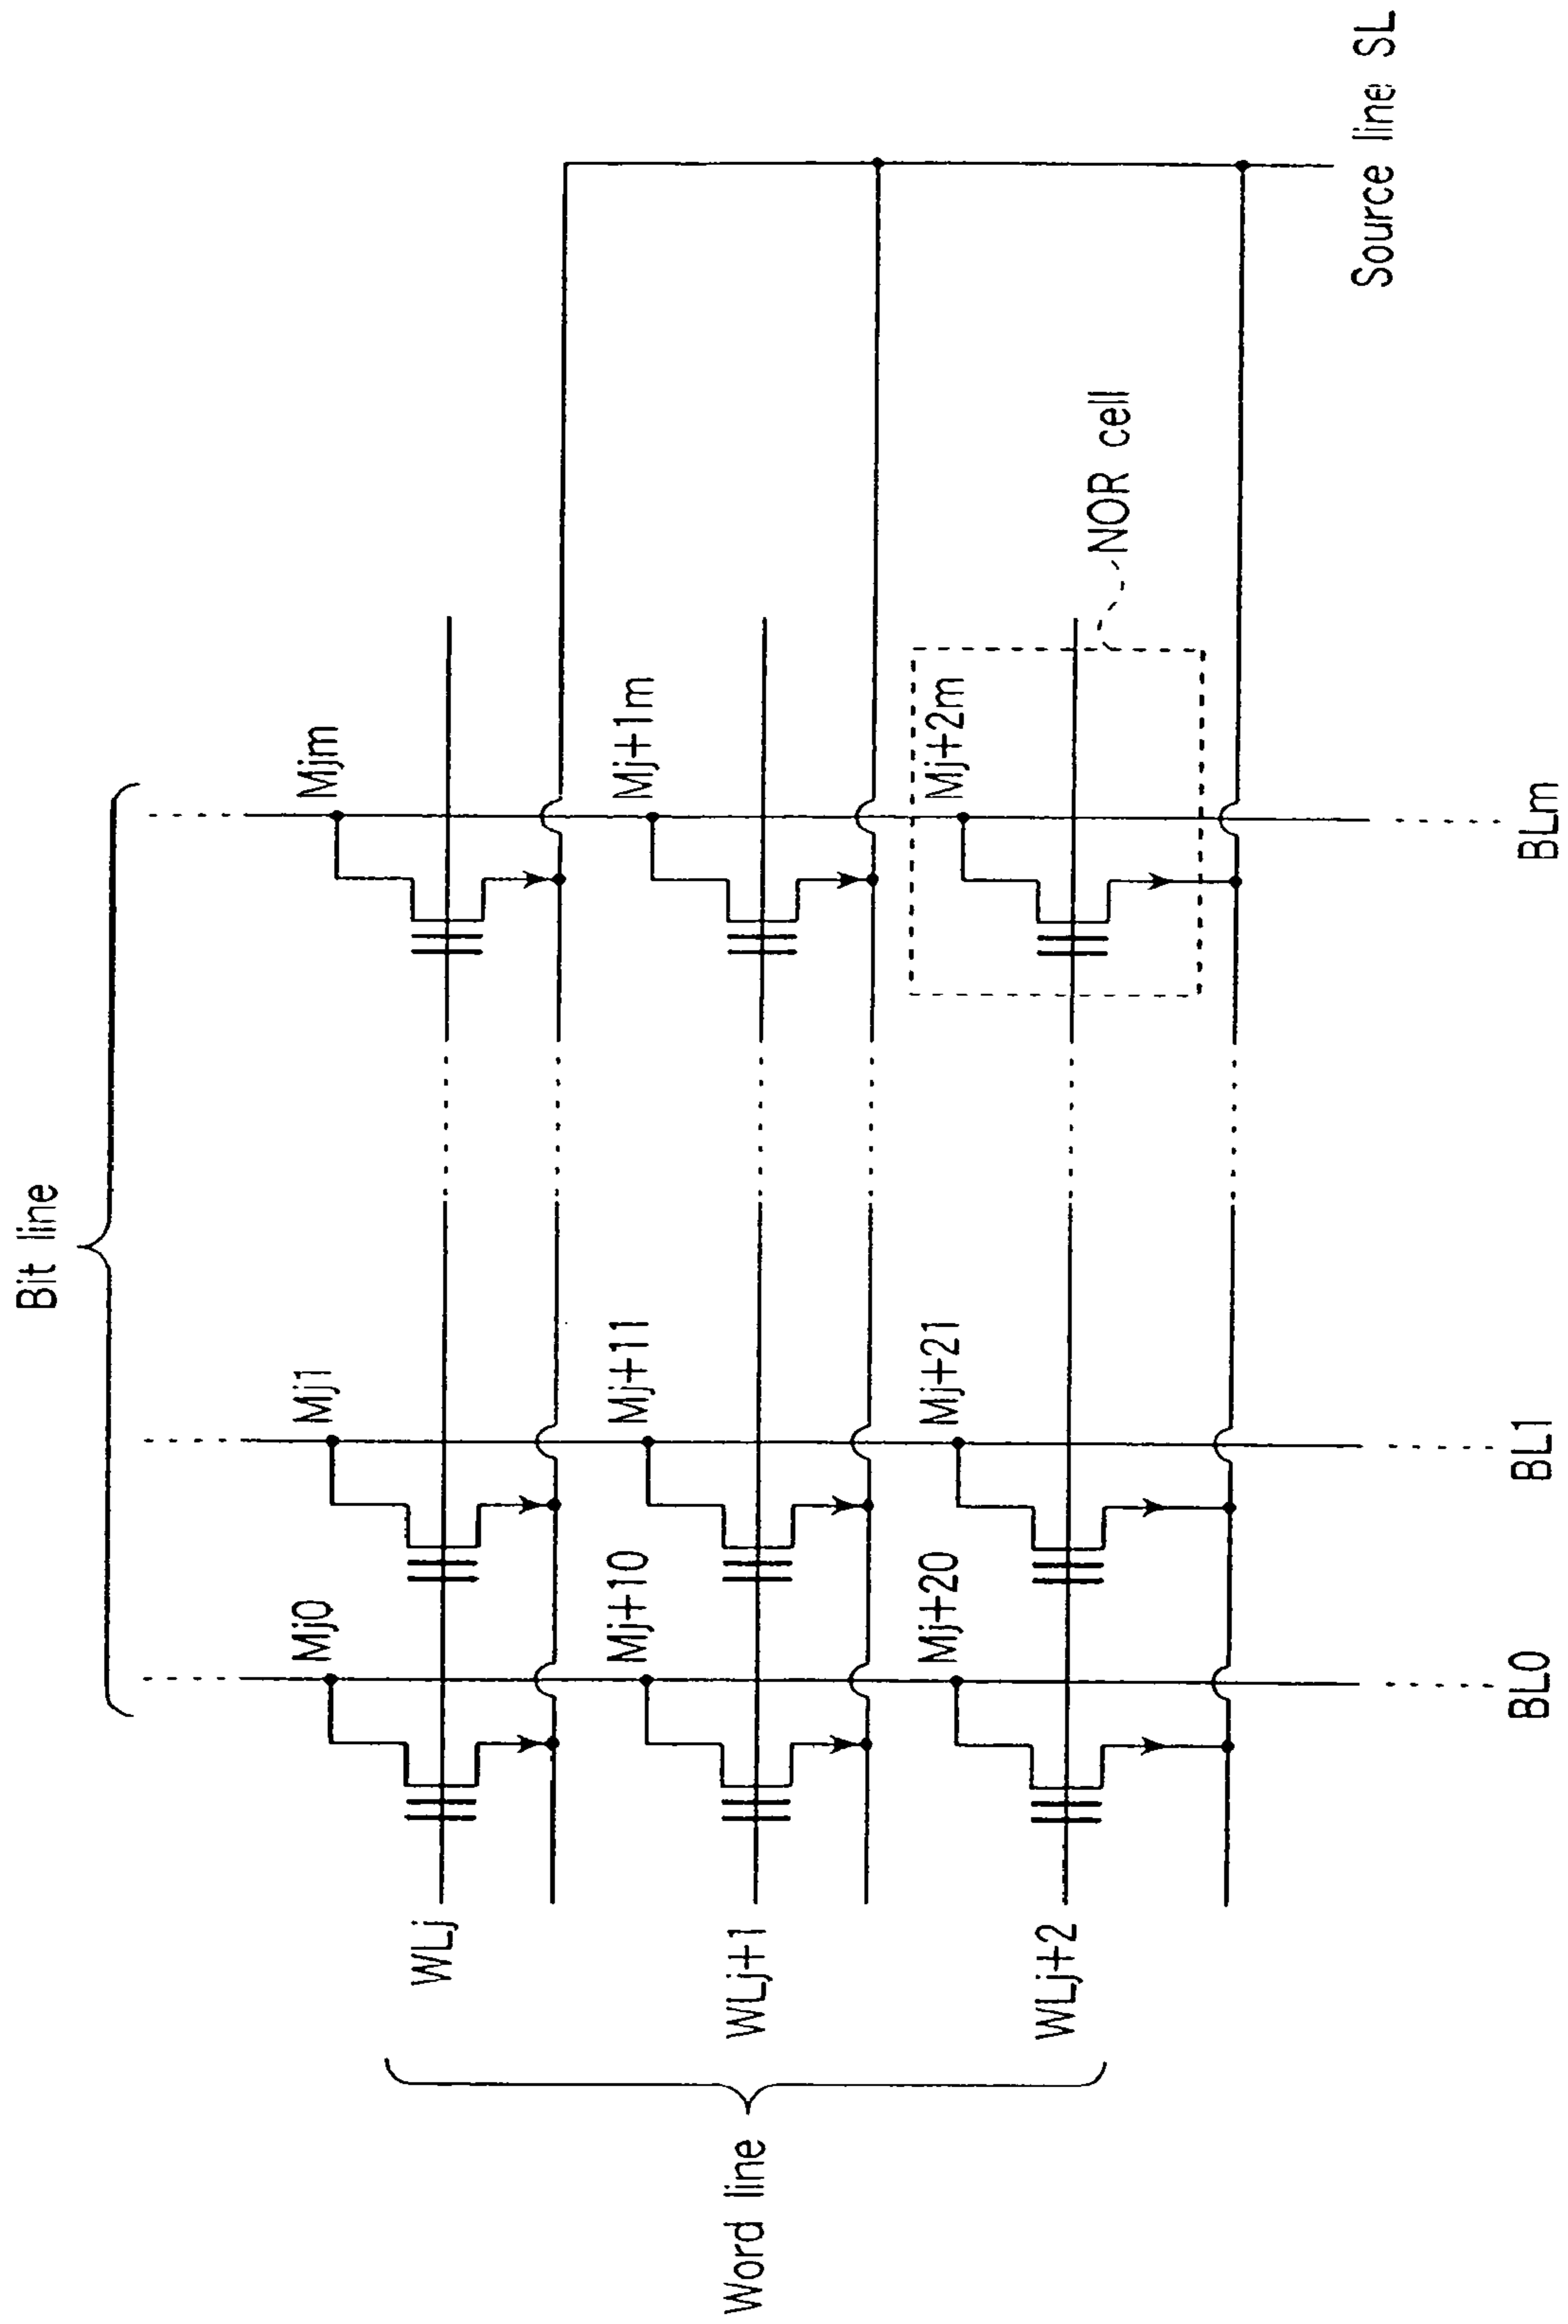 Bit line
Mj0
Mj1
Mjm
WLj
Mj+10
Mj+11
Mj+1m
Word line
WLj+1
Mj+20
Mj+21
Mj+2m
NOR cell
WLj+2
BL0
BL1
BLm
Source line SL